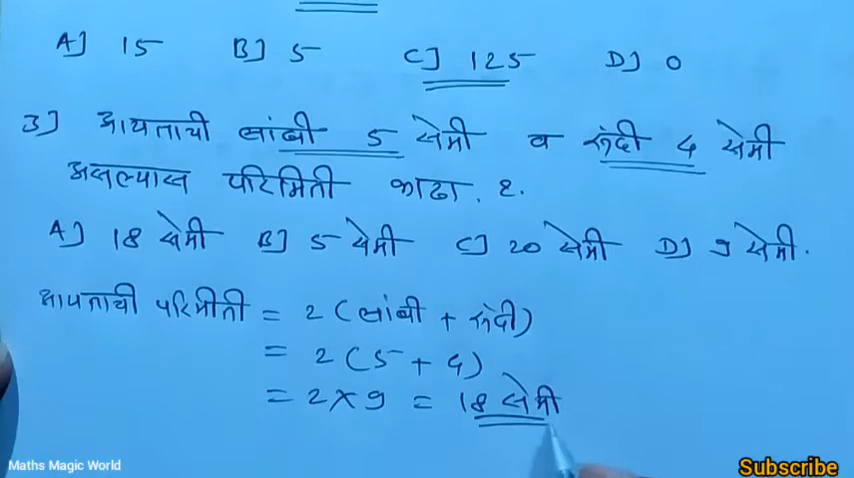 A] 15 B] 5 C] 125 D] 0
3] आयताची लांबी 5 सेमी व रुंदी 4 सेमी
असल्यास परिमिती काढा. ?.
A] 18 सेमी B] 5 सेमी C] 20 सेमी D] 9 सेमी.
आयताची परिमीती = 2 (लांबी + रुंदी)
= 2 (5 + 4)
= 2 × 9 = 18 सेमी
Maths Magic World
Subscribe